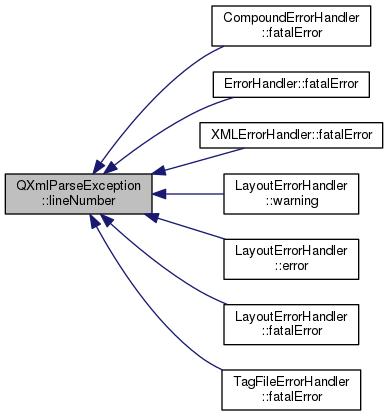 CompoundErrorHandler
::fatalError
ErrorHandler::fatalError
XMLErrorHandler::fatalError
QXmlParseException
::lineNumber
LayoutErrorHandler
::warning
LayoutErrorHandler
::error
LayoutErrorHandler
::fatalError
TagFileErrorHandler
::fatalError